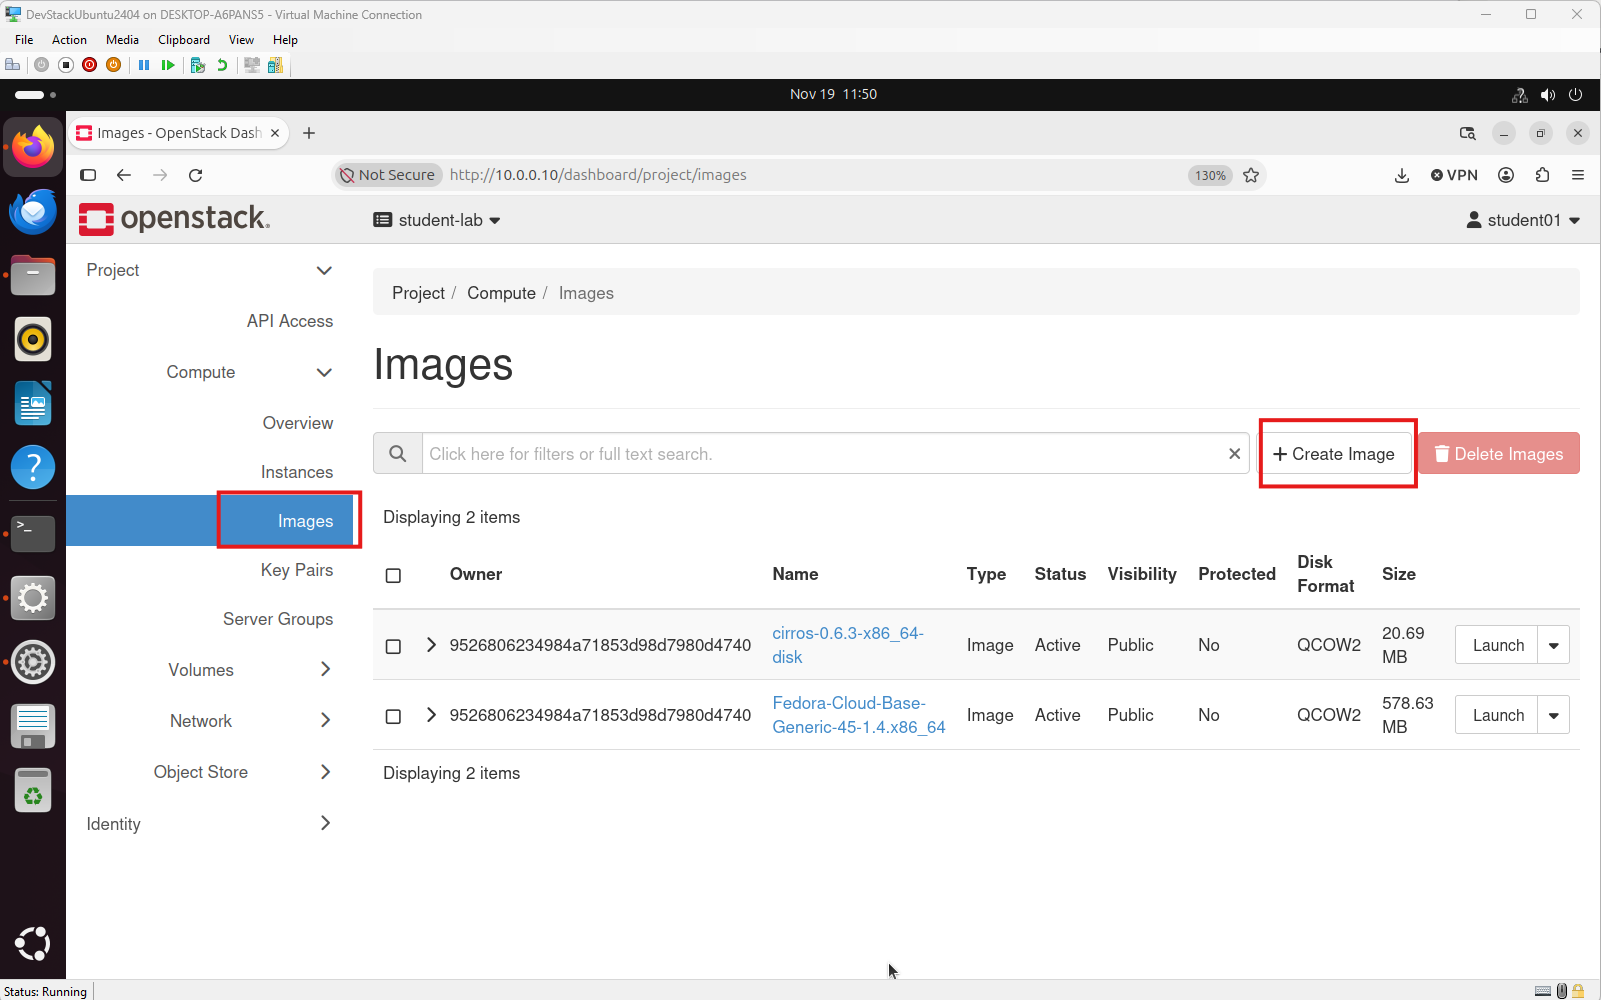 DevStackUbuntu2404 on DESKTOP-A6PANS5 - Virtual Machine Connection
File Action Media Clipboard View Help
Nov 19 11:50
Images - OpenStack Dash
Not Secure http://10.0.0.10/dashboard/project/images 130% VPN
openstack. student-lab student01
Project
API Access
Compute
Overview
Instances
Images
Key Pairs
Server Groups
Volumes
Network
Object Store
Identity
Project / Compute / Images
Images
Click here for filters or full text search. Create Image Delete Images
Displaying 2 items
Owner Name Type Status Visibility Protected Disk Format Size
9526806234984a71853d98d7980d4740 cirros-0.6.3-x86_64-disk Image Active Public No QCOW2 20.69 MB Launch
9526806234984a71853d98d7980d4740 Fedora-Cloud-Base-Generic-45-1.4.x86_64 Image Active Public No QCOW2 578.63 MB Launch
Displaying 2 items
Status: Running